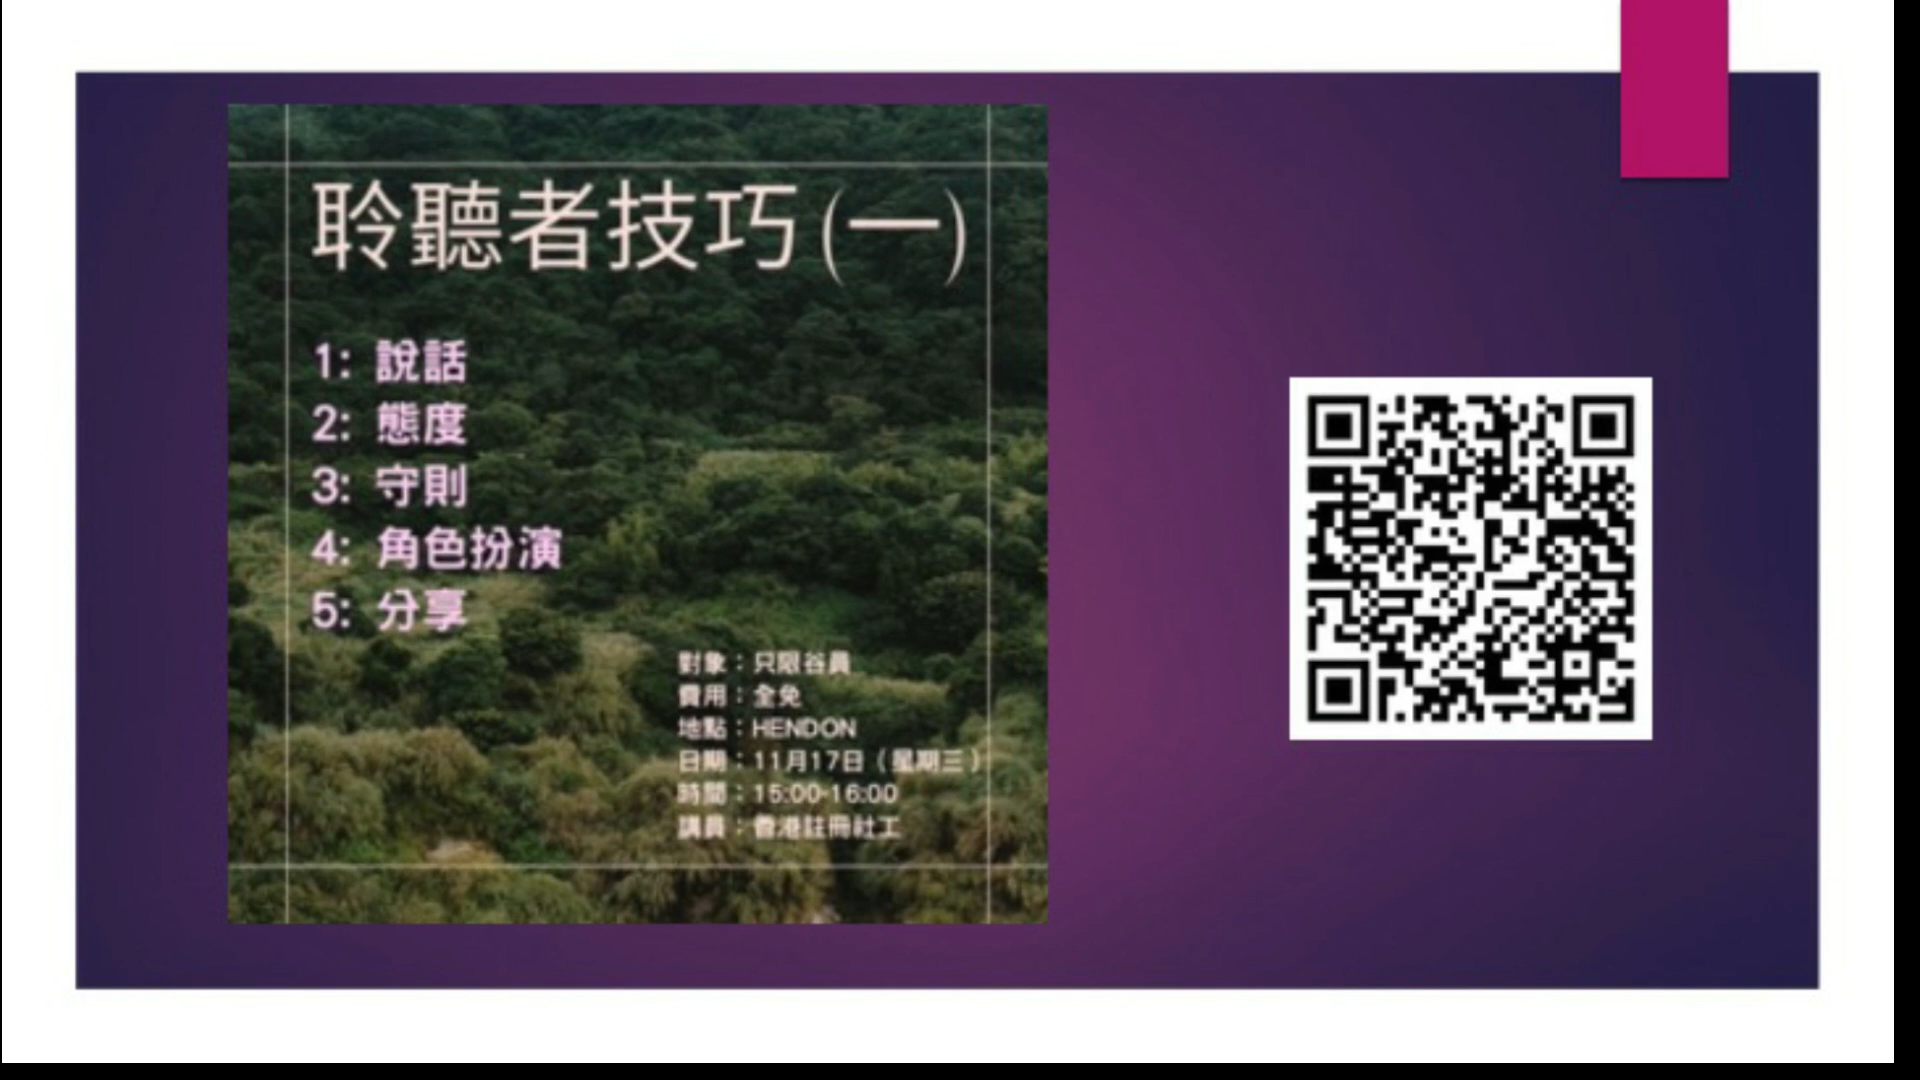 聆聽者技巧(一)
1: 說話
2: 態度
3: 守則
4: 角色扮演
5: 分享
對象：只限谷員
費用：全免
地點：HENDON
日期：11月17日（星期三）
時間：15:00-16:00
講員：香港註冊社工